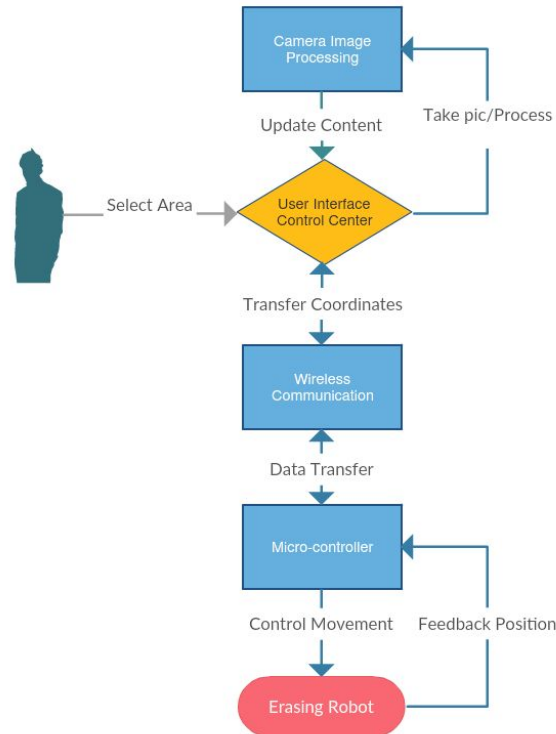 Camera Image
Processing
Update Content
Take pic/Process
Select Area
User Interface
Control Center
Transfer Coordinates
Wireless
Communication
Data Transfer
Micro-controller
Control Movement
Feedback Position
Erasing Robot